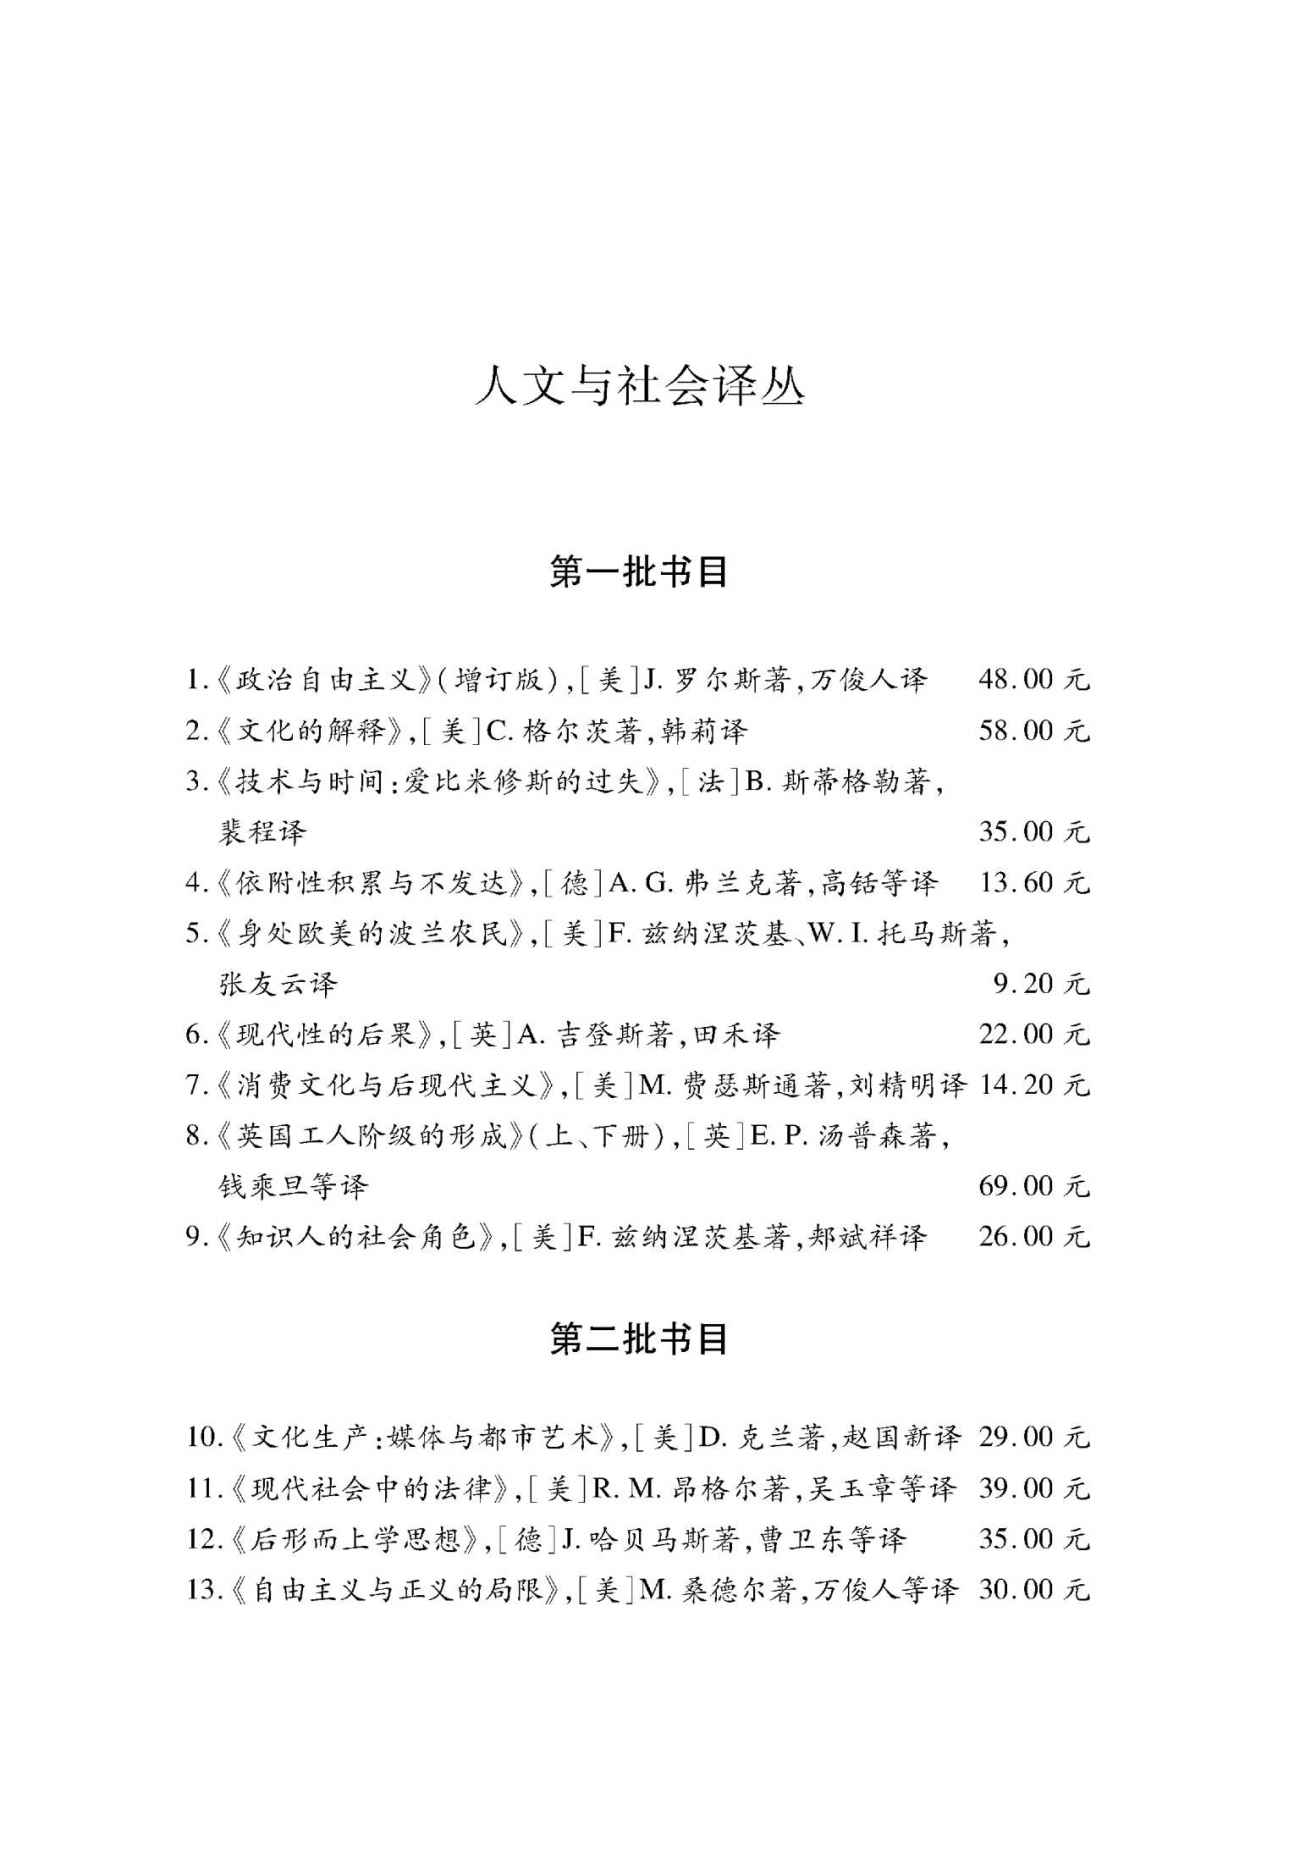 人文与社会译丛
第一批书目
1.《政治自由主义》(增订版),[美]J.罗尔斯著,万俊人译 48.00 元
2.《文化的解释》,[美]C.格尔茨著,韩莉译 58.00 元
3.《技术与时间:爱比米修斯的过失》,[法]B.斯蒂格勒著,
裴程译 35.00 元
4.《依附性积累与不发达》,[德]A.G.弗兰克著,高铦等译 13.60 元
5.《身处欧美的波兰农民》,[美]F.兹纳涅茨基、W.I.托马斯著,
张友云译 9.20 元
6.《现代性的后果》,[英]A.吉登斯著,田禾译 22.00 元
7.《消费文化与后现代主义》,[美]M.费瑟斯通著,刘精明译 14.20 元
8.《英国工人阶级的形成》(上、下册),[英]E.P.汤普森著,
钱乘旦等译 69.00 元
9.《知识人的社会角色》,[美]F.兹纳涅茨基著,郏斌祥译 26.00 元
第二批书目
10.《文化生产:媒体与都市艺术》,[美]D.克兰著,赵国新译 29.00 元
11.《现代社会中的法律》,[美]R.M.昂格尔著,吴玉章等译 39.00 元
12.《后形而上学思想》,[德]J.哈贝马斯著,曹卫东等译 35.00 元
13.《自由主义与正义的局限》,[美]M.桑德尔著,万俊人等译 30.00 元